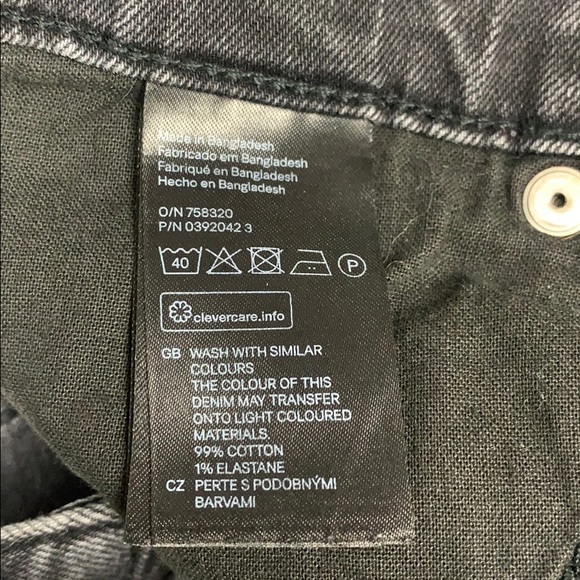 Made in Bangladesh
Fabricado em Bangladesh
Fabriqué en Bangladesh
Hecho en Bangladesh
O/N 758320
P/N 0392042 3
40 P
clevercare.info
GB WASH WITH SIMILAR
COLOURS
THE COLOUR OF THIS
DENIM MAY TRANSFER
ONTO LIGHT COLOURED
MATERIALS.
99% COTTON
1% ELASTANE
CZ PERTE S PODOBNÝMI
BARVAMI